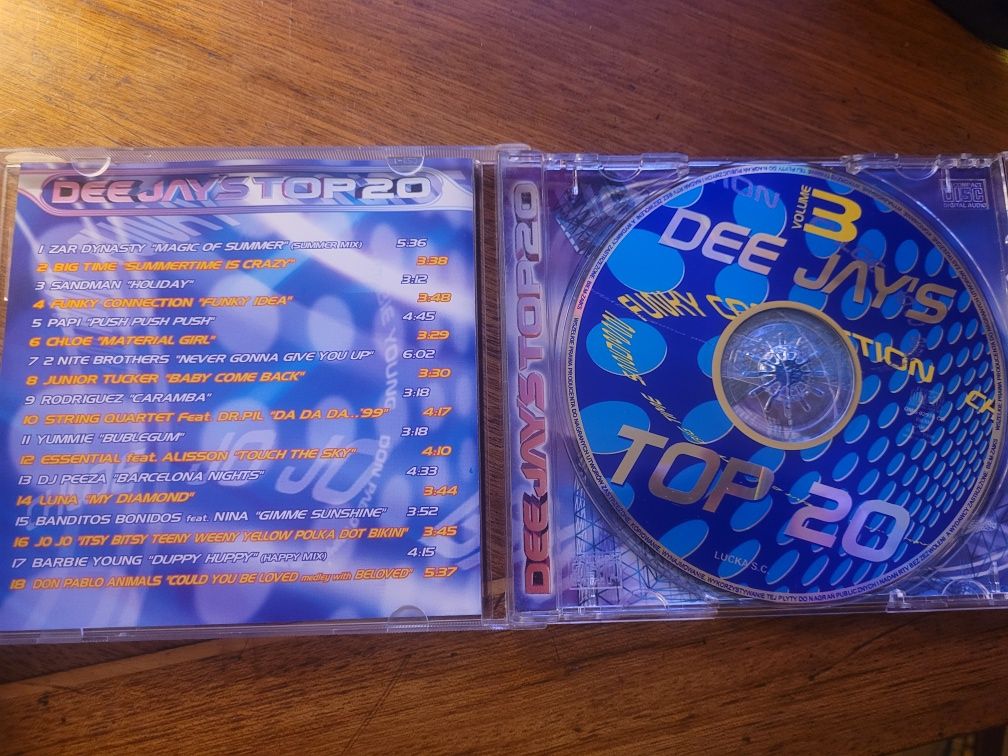 DEE JAY'S TOP 20
1 ZAR DYNASTY "MAGIC OF SUMMER" (SUMMER MIX) 5:36
2 BIG TIME "SUMMERTIME IS CRAZY" 3:38
3 SANDMAN "HOLIDAY" 3:12
4 FUNKY CONNECTION "FUNKY IDEA" 3:48
5 PAPI "PUSH, PUSH PUSH" 4:45
6 CHLOE "MATERIAL GIRL" 3:29
7 2 NITE BROTHERS "NEVER GONNA GIVE YOU UP" 6:02
8 JUNIOR TUCKER "BABY COME BACK" 3:30
9 RODRIGUEZ "CARAMBA" 3:18
10 STRING QUARTET Feat. DR.PIL "DA DA DA...'99" 4:17
11 YUMMIE "BUBLEGUM" 3:18
12 ESSENTIAL feat. ALISSON "TOUCH THE SKY" 4:10
13 DJ PEEZA "BARCELONA NIGHTS" 4:33
14 LUNA "MY DIAMOND" 3:44
15 BANDITOS BONIDOS feat. NINA "GIMME SUNSHINE" 3:52
16 JO JO "ITSY BITSY TEENY WEENY YELLOW POLKA DOT BIKINI" 3:45
17 BARBIE YOUNG "DUPPY HUPPY" (HAPPY MIX) 4:15
18 DON PABLO ANIMALS "COULD YOU BE LOVED medley with BELOVED" 5:37
DEE JAY'S TOP 20
COMPACT
DISC
DIGITAL AUDIO
VOLUME 3
DEE JAY'S
FUNKY CO
CTION
TOP 20
LUCKA S.C.